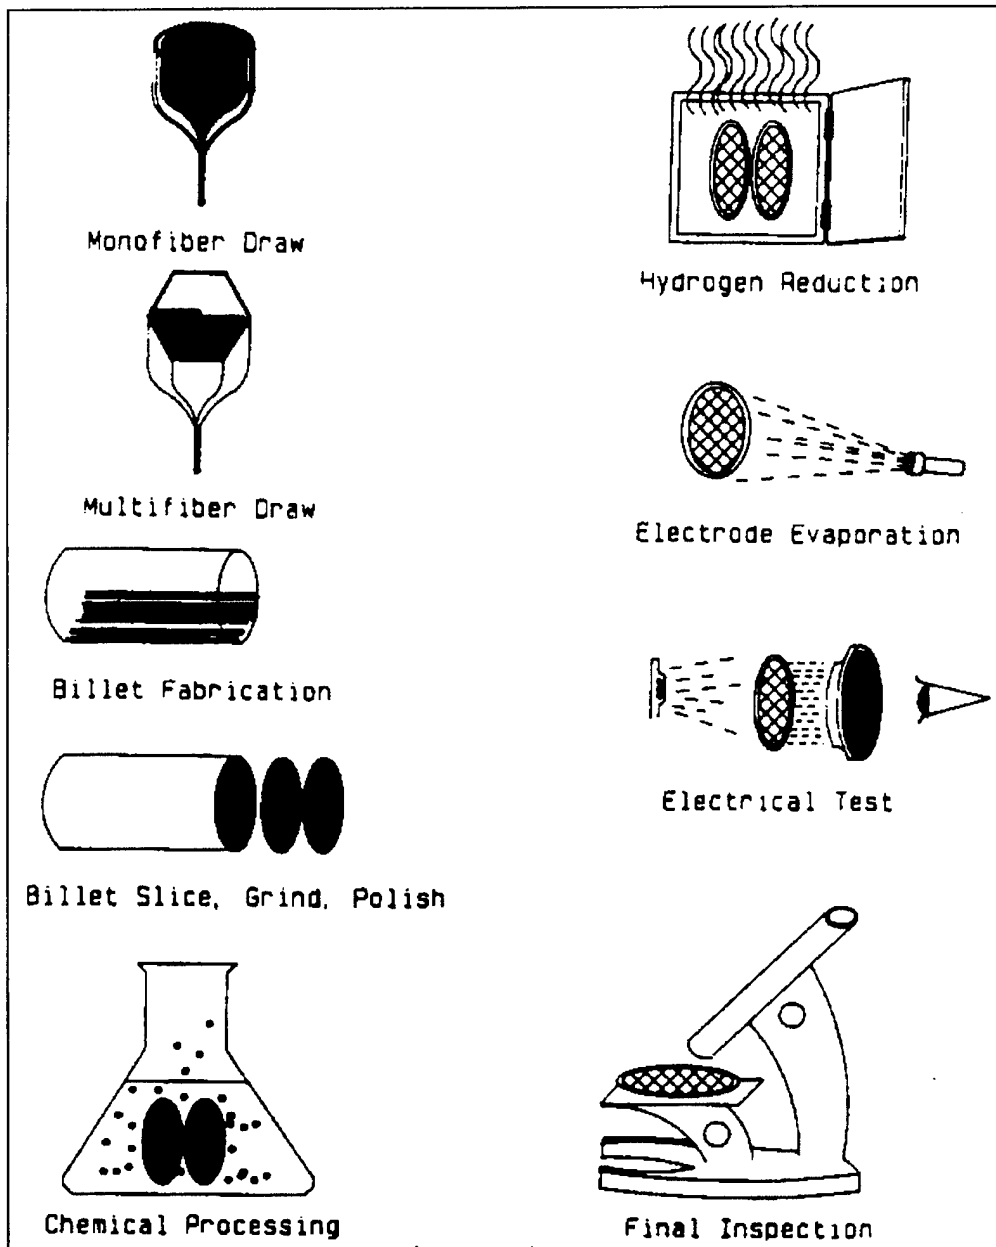 Monofiber Draw
Multifiber Draw
Billet Fabrication
Billet Slice, Grind, Polish
Chemical Processing
Hydrogen Reduction
Electrode Evaporation
Electrical Test
Final Inspection